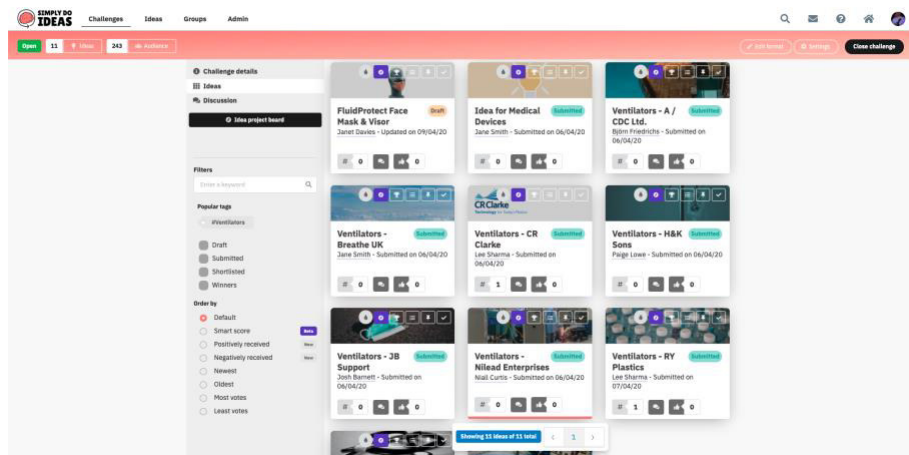 SIMPLY DO
IDEAS
Challenges
Ideas
Groups
Admin
Open
11
Ideas
243
Audience
Edit format
Settings
Close challenge
Challenge details
Ideas
Discussion
Idea project board
Filters
Enter a keyword
Popular tags
#Ventilators
Draft
Submitted
Shortlisted
Winners
Order by
Default
Smart score
Beta
Positively received
New
Negatively received
New
Newest
Oldest
Most votes
Least votes
FluidProtect Face
Mask & Visor
Draft
Janet Davies - Updated on 09/04/20
# 0
0
Idea for Medical
Devices
Submitted
Jane Smith - Submitted on 06/04/20
# 0
0
Ventilators - A /
CDC Ltd.
Submitted
Björn Friedrichs - Submitted on
06/04/20
# 0
0
Ventilators -
Breathe UK
Submitted
Jane Smith - Submitted on 06/04/20
# 0
0
CR Clarke
Technology for Today's Plastics
Ventilators - CR
Clarke
Submitted
Lee Sharma - Submitted on
06/04/20
# 1
0
Ventilators - H&K
Sons
Submitted
Paige Lowe - Submitted on 06/04/20
# 0
0
Ventilators - JB
Support
Submitted
Josh Barnett - Submitted on
06/04/20
# 0
0
Ventilators -
Nilead Enterprises
Submitted
Niall Curtis - Submitted on 06/04/20
# 0
0
Ventilators - RY
Plastics
Submitted
Lee Sharma - Submitted on
07/04/20
# 1
0
Showing 11 ideas of 11 total
< 1 >